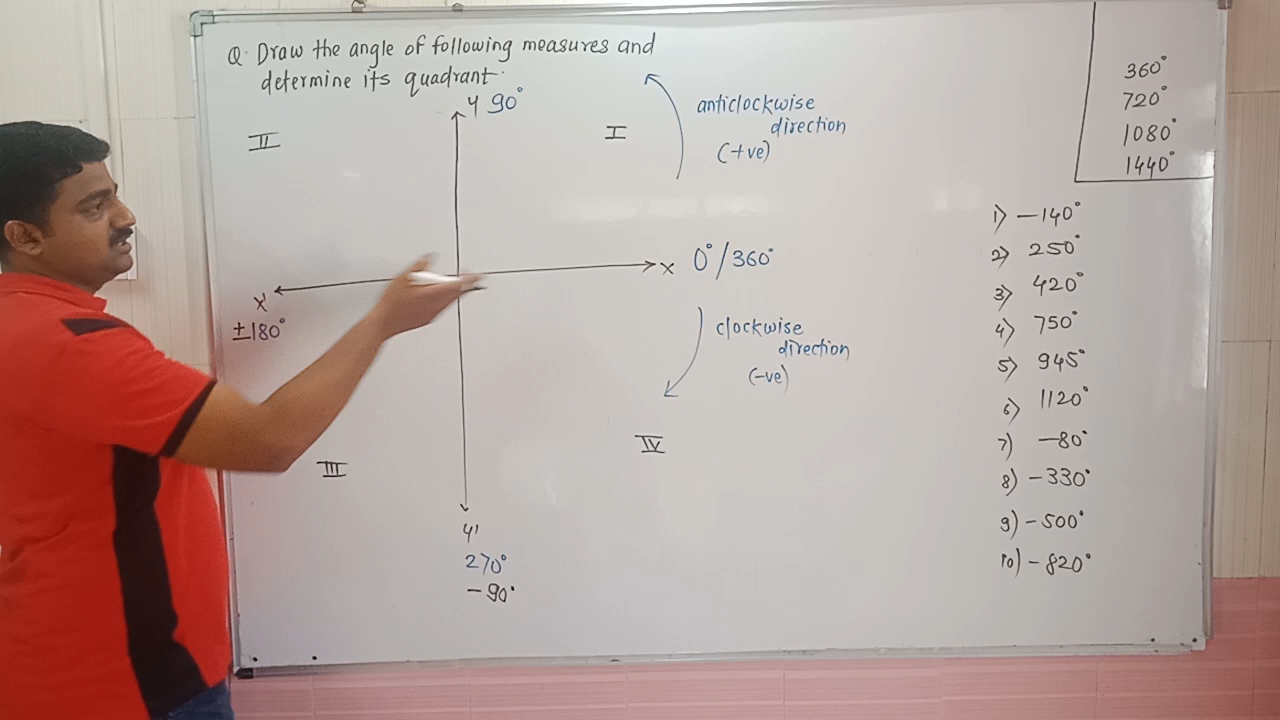 Q. Draw the angle of following measures and
determine its quadrant.
Y 90°
II
I
anticlockwise
direction
(+ve)
X 0°/360°
X'
±180°
clockwise
direction
(-ve)
III
IV
Y'
270°
-90°
360°
720°
1080°
1440°
1) -140°
2) 250°
3) 420°
4) 750°
5) 945°
6) 1120°
7) -80°
8) -330°
9) -500°
10) -820°